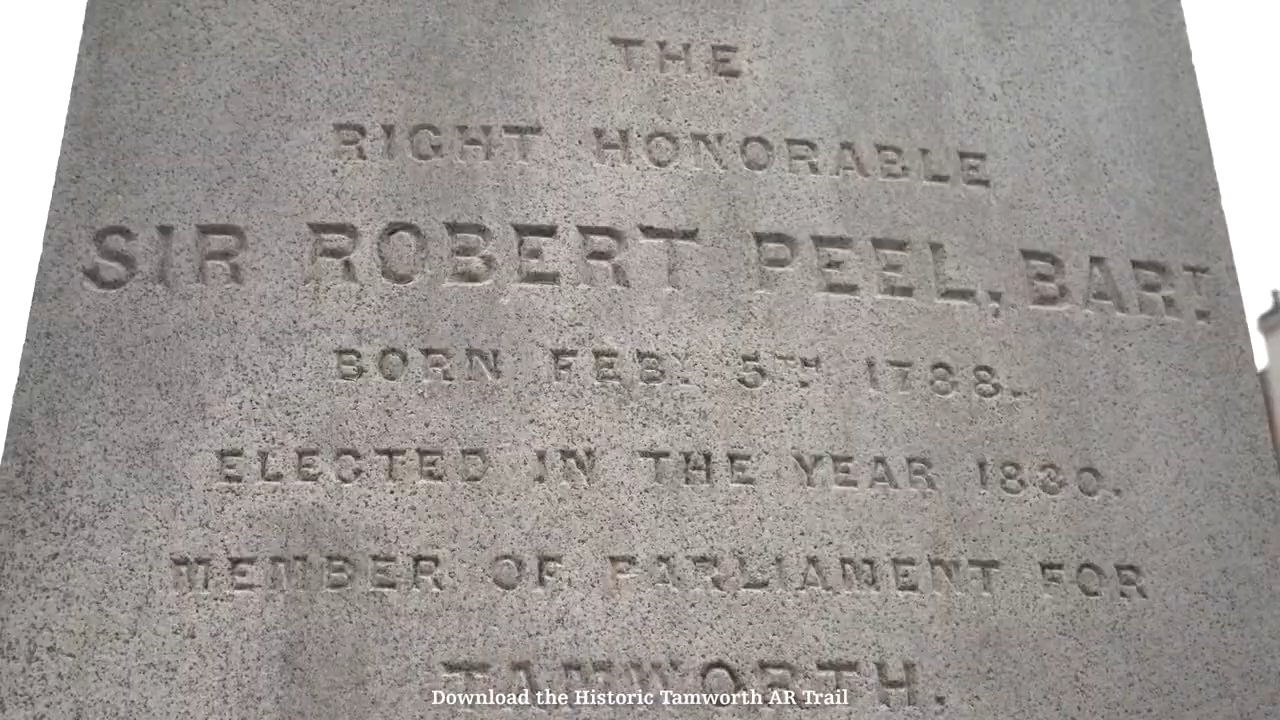 THE
RIGHT HONORABLE
SIR ROBERT PEEL, BART
BORN FEBY 5TH 1788.
ELECTED IN THE YEAR 1830.
MEMBER OF PARLIAMENT FOR
TAMWORTH.
Download the Historic Tamworth AR Trail